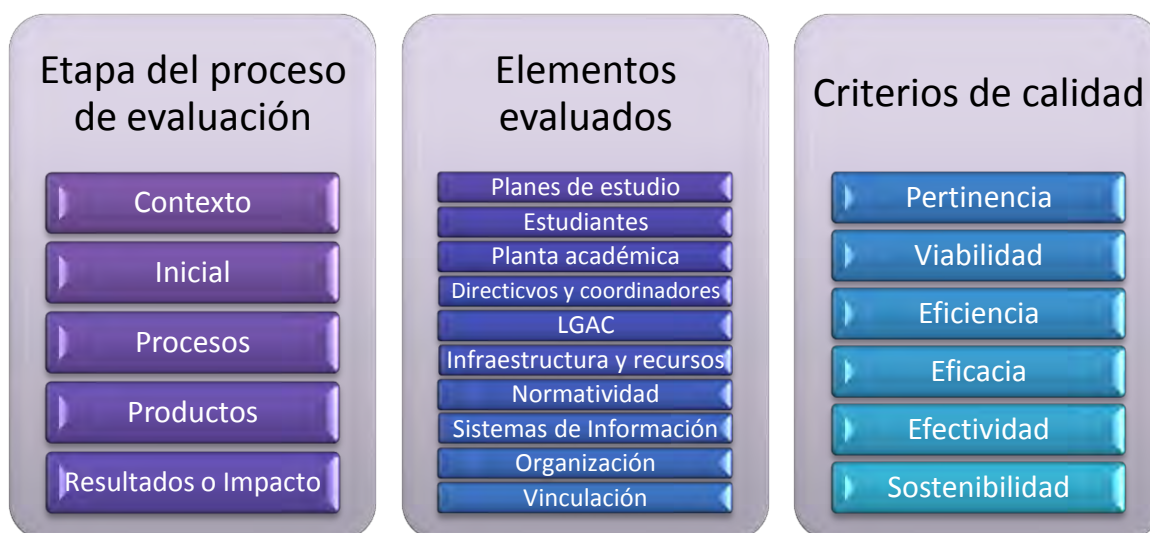 Etapa del proceso
de evaluación
Contexto
Inicial
Procesos
Productos
Resultados o Impacto
Elementos
evaluados
Planes de estudio
Estudiantes
Planta académica
Directicvos y coordinadores
LGAC
Infraestructura y recursos
Normatividad
Sistemas de Información
Organización
Vinculación
Criterios de calidad
Pertinencia
Viabilidad
Eficiencia
Eficacia
Efectividad
Sostenibilidad